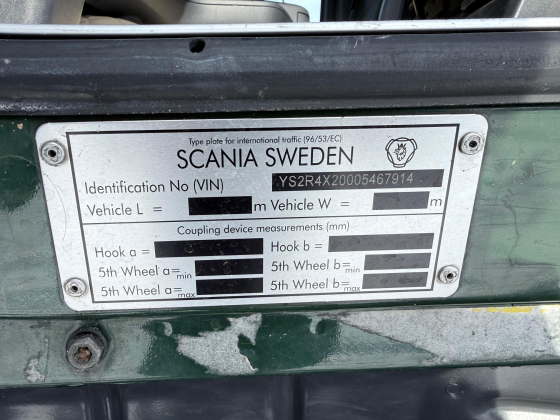 Type plate for international traffic (96/53/EC)
SCANIA SWEDEN
Identification No (VIN) YS2R4X20005467914
Vehicle L = m Vehicle W = m
Coupling device measurements (mm)
Hook a = Hook b =
5th Wheel a= min 5th Wheel b= min
5th Wheel a= max 5th Wheel b= max